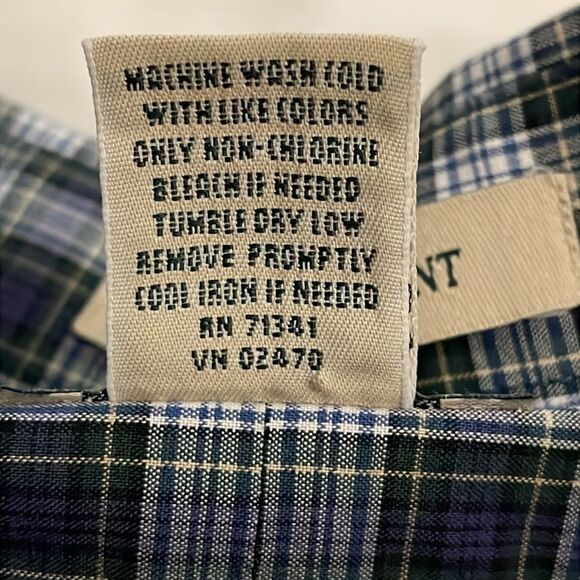 MACHINE WASH COLD
WITH LIKE COLORS
ONLY NON-CHLORINE
BLEACH IF NEEDED
TUMBLE DRY LOW
REMOVE PROMPTLY
COOL IRON IF NEEDED
RN 71341
VN 02470